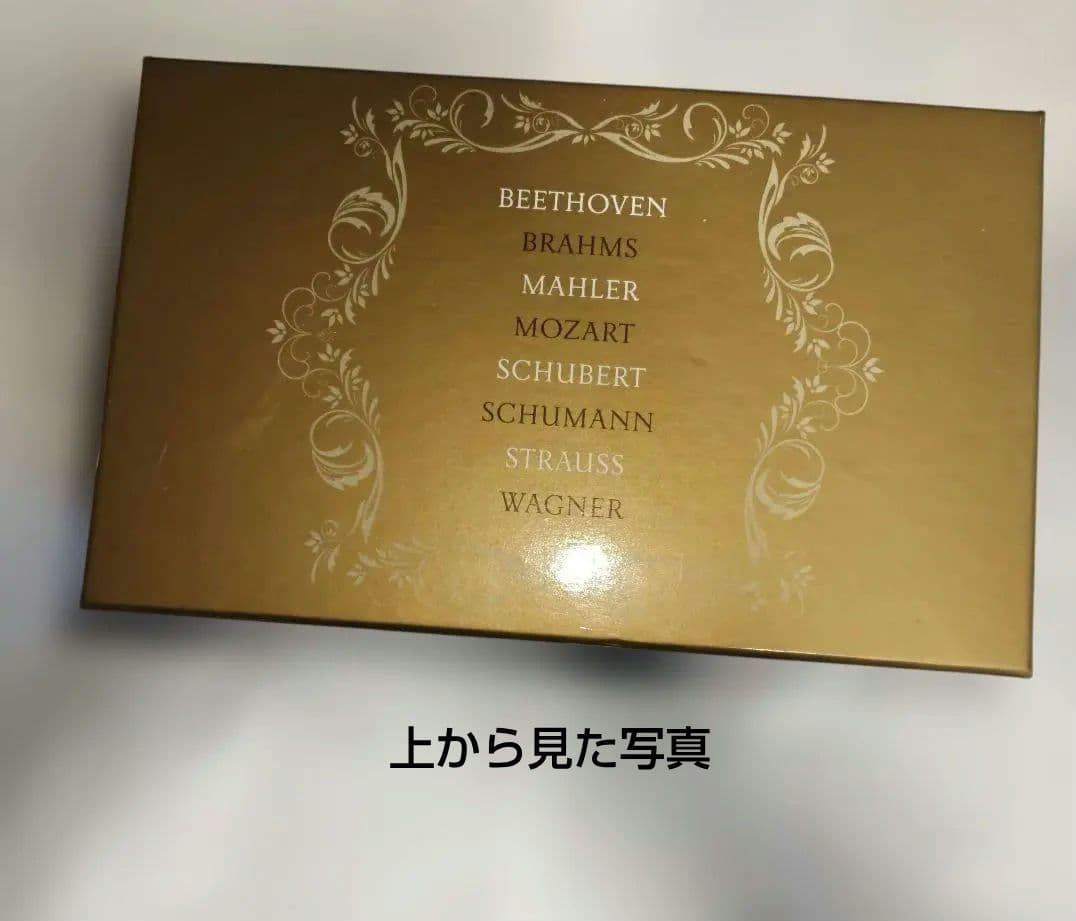 BEETHOVEN
BRAHMS
MAHLER
MOZART
SCHUBERT
SCHUMANN
STRAUSS
WAGNER
上から見た写真